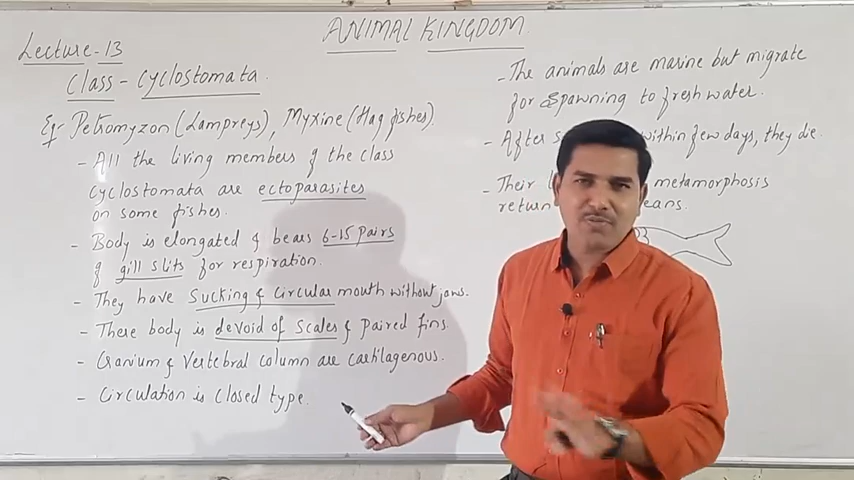 ANIMAL KINGDOM
Lecture-13
Class - Cyclostomata.
Eg- Petromyzon (Lampreys), Myxine (Hag fishes).
- All the living members of the class
cyclostomata are ectoparasites
on some fishes.
- Body is elongated & bears 6-15 pairs
of gill slits for respiration.
- They have sucking & circular mouth without jaws.
- There body is devoid of scales & paired fins.
- Cranium & Vertebral column are cartilagenous.
- Circulation is closed type.
- The animals are marine but migrate
for spawning to fresh water.
- After within few days, they die.
- Their metamorphosis
return